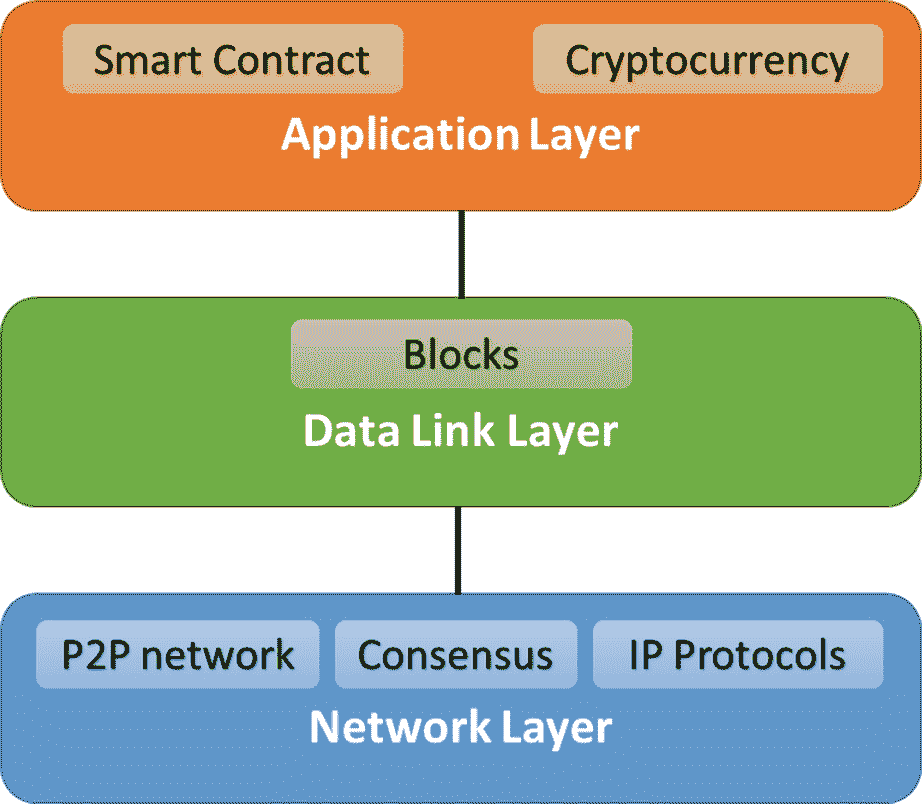 Smart Contract
Cryptocurrency
Application Layer
Blocks
Data Link Layer
P2P network
Consensus
IP Protocols
Network Layer